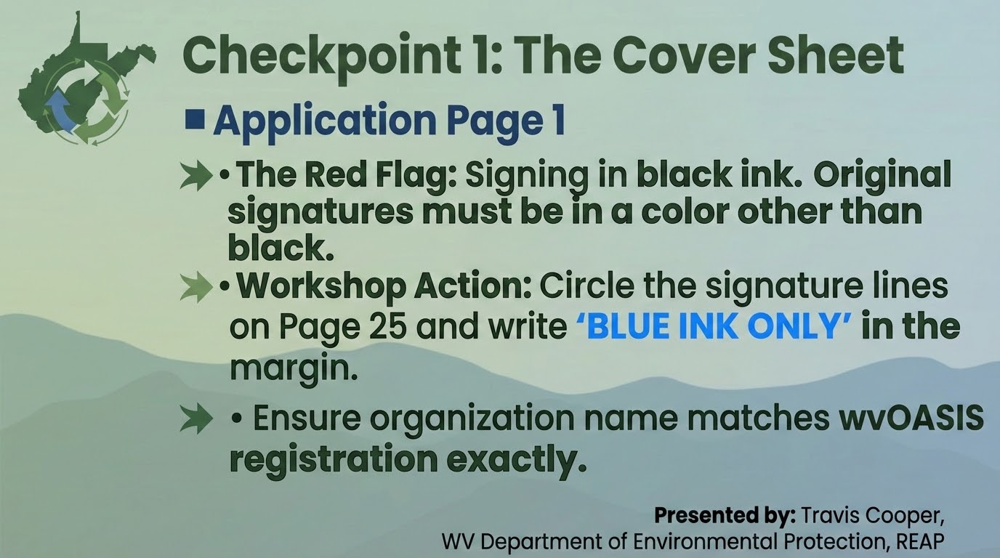 Checkpoint 1: The Cover Sheet
■ Application Page 1
• The Red Flag: Signing in black ink. Original
signatures must be in a color other than
black.
• Workshop Action: Circle the signature lines
on Page 25 and write ‘BLUE INK ONLY’ in the
margin.
• Ensure organization name matches wvOASIS
registration exactly.
Presented by: Travis Cooper,
WV Department of Environmental Protection, REAP